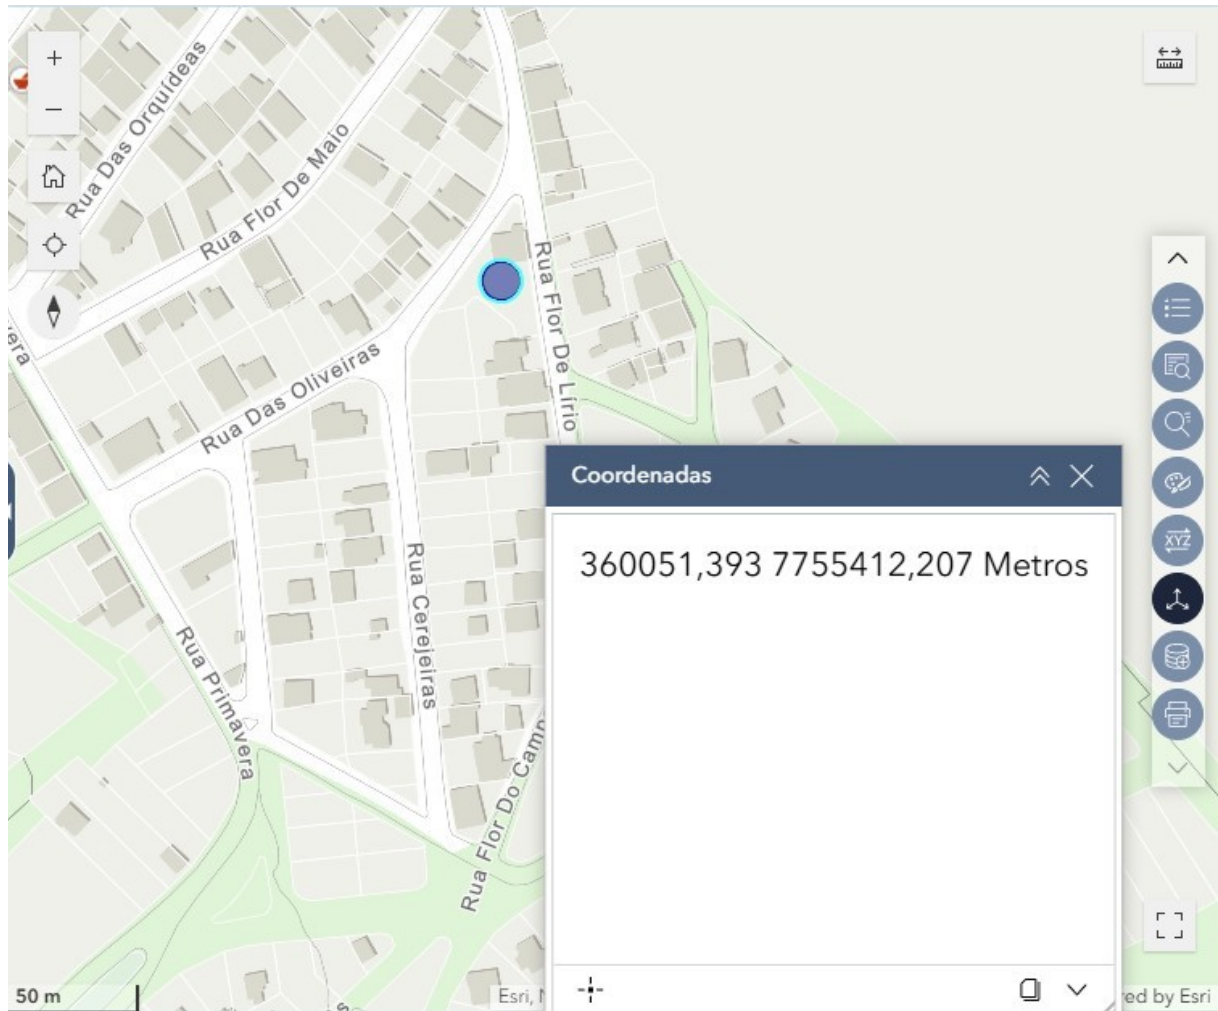 Rua Das Orquídeas
Rua Flor De Maio
Rua Flor De Lírio
Rua Das Oliveiras
Coordenadas
360051,393 7755412,207 Metros
XYZ
Rua Cerejeiras
Rua Primavera
Rua Flor Do Camp
50 m
Esri,
red by Esri